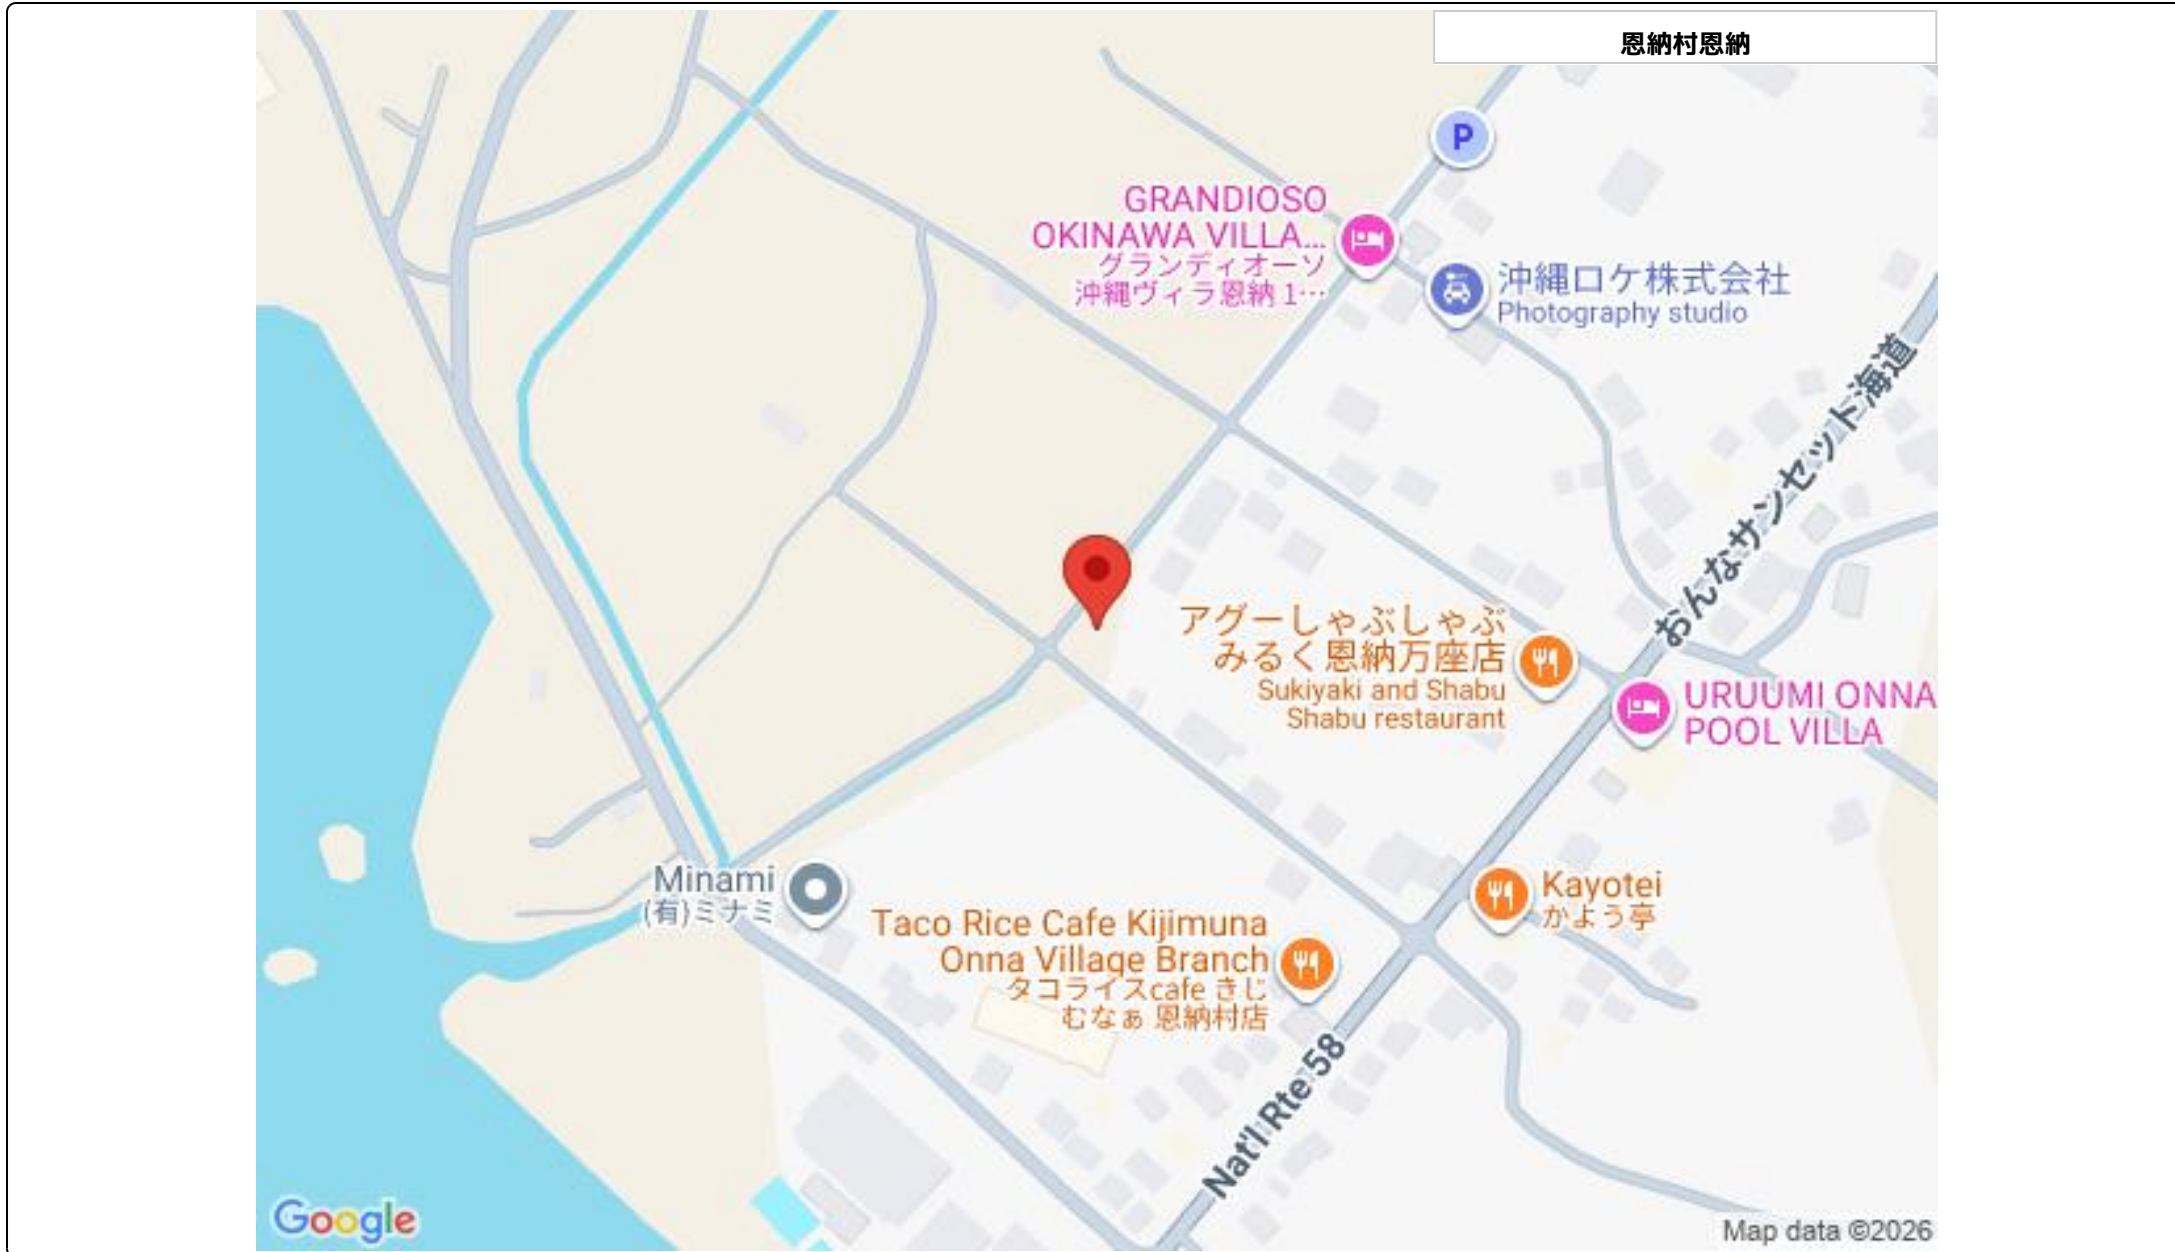 恩納村恩納
P
GRANDIOSO
OKINAWA VILLA...
グランディオーソ
沖縄ヴィラ恩納 1…
沖縄ロケ株式会社
Photography studio
おんなサンセット海道
アグーしゃぶしゃぶ
みるく恩納万座店
Sukiyaki and Shabu
Shabu restaurant
URUUMI ONNA
POOL VILLA
Minami
(有)ミナミ
Kayotei
かよう亭
Taco Rice Cafe Kijimuna
Onna Village Branch
タコライスcafe きじ
むなぁ 恩納村店
Nat'l Rte 58
Google
Map data ©2026